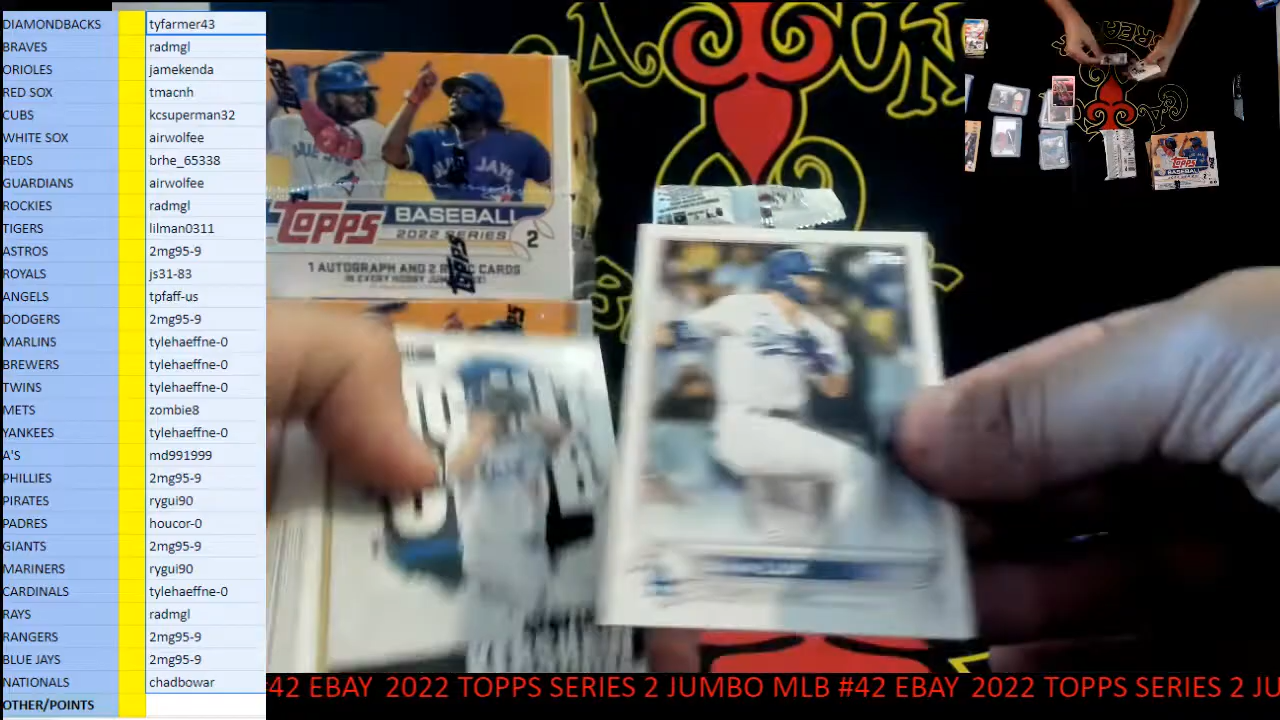 DIAMONDBACKS tyfarmer43
BRAVES radmgl
ORIOLES jamekenda
RED SOX tmacnh
CUBS kcsuperman32
WHITE SOX airwolfee
REDS brhe_65338
GUARDIANS airwolfee
ROCKIES radmgl
TIGERS lilman0311
ASTROS 2mg95-9
ROYALS js31-83
ANGELS tpfaff-us
DODGERS 2mg95-9
MARLINS tylehaeffne-0
BREWERS tylehaeffne-0
TWINS tylehaeffne-0
METS zombie8
YANKEES tylehaeffne-0
A'S md991999
PHILLIES 2mg95-9
PIRATES rygui90
PADRES houcor-0
GIANTS 2mg95-9
MARINERS rygui90
CARDINALS tylehaeffne-0
RAYS radmgl
RANGERS 2mg95-9
BLUE JAYS 2mg95-9
NATIONALS chadbowar
OTHER/POINTS
TOPPS
JAYS
TOPPS BASEBALL
2022 SERIES 2
TOPPS
1 AUTOGRAPH AND 2 CARDS
#42 EBAY 2022 TOPPS SERIES 2 JUMBO MLB #42 EBAY 2022 TOPPS SERIES 2 JU